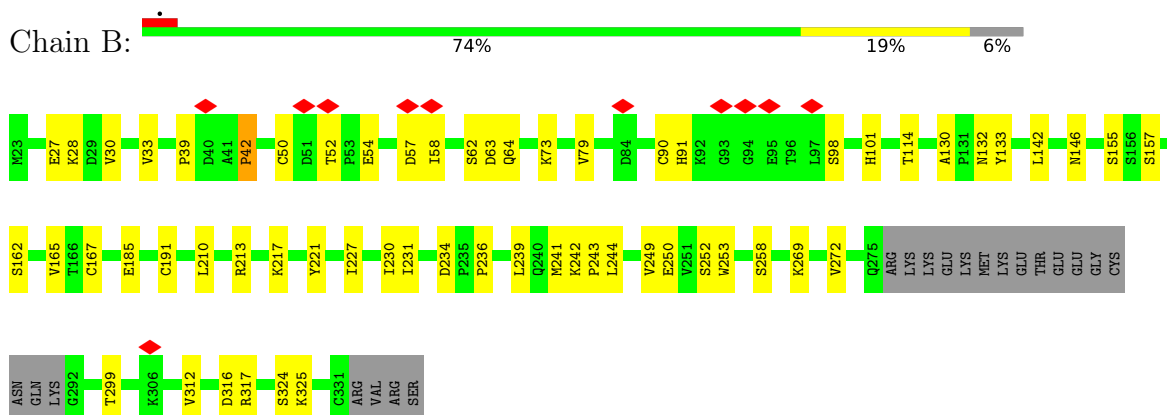 Chain B:
74% 19% 6%
M23 E27 K28 D29 V30 V33 P39 D40 A41 P42 C50 D51 T52 P53 E54 D57 I58 S62 D63 Q64 K73 V79 D84 C90 H91 K92 G93 G94 E95 T96 L97 S98 H101 T114 A130 P131 N132 Y133 L142 N146 S155 S156 S157
S162 V165 T166 C167 E185 C191 L210 R213 K217 Y221 I227 I230 I231 D234 P235 P236 L239 Q240 M241 K242 P243 L244 V249 E250 V251 S252 W253 S258 K269 V272 Q275 ARG LYS LYS GLU LYS MET LYS GLU THR GLU GLU GLY CYS
ASN GLN LYS G292 T299 K306 V312 D316 R317 S324 K325 C331 ARG VAL ARG SER